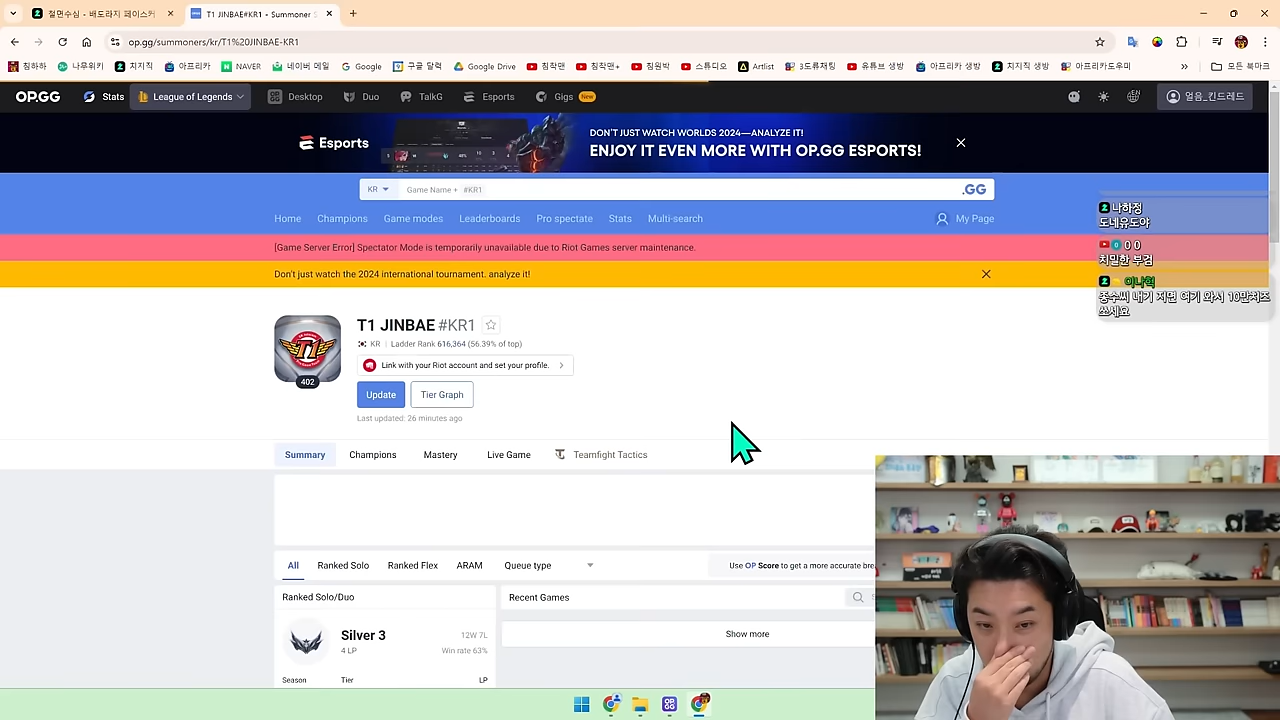 절면수심 - 배도라지 페이스커
T1 JINBAE#KR1 - Summoner S
op.gg/summoners/kr/T1%20JINBAE-KR1
침하하
나무위키
치지직
아프리카
NAVER
네이버 메일
Google
구글 달력
Google Drive
침착맨
침착맨+
침원박
스튜디오
Artlist
3도류채팅
유튜브 생방
아프리카 생방
치지직 생방
아프리카도우미
모든 북마크
OP.GG
Stats
League of Legends
Desktop
Duo
TalkG
Esports
Gigs New
얼음_킨드레드
Esports
DON'T JUST WATCH WORLDS 2024—ANALYZE IT!
ENJOY IT EVEN MORE WITH OP.GG ESPORTS!
KR
Game Name + #KR1
.GG
Home
Champions
Game modes
Leaderboards
Pro spectate
Stats
Multi-search
My Page
나하정
도네유도야
[Game Server Error] Spectator Mode is temporarily unavailable due to Riot Games server maintenance.
0 0
치밀한 부검
Don't just watch the 2024 international tournament. analyze it!
이나혁
중수씨 내기 지면 여기 와서 10만치즈
쏘세요
T1 JINBAE #KR1
KR
Ladder Rank 616,364 (56.39% of top)
Link with your Riot account and set your profile.
402
Update
Tier Graph
Last updated: 26 minutes ago
Summary
Champions
Mastery
Live Game
Teamfight Tactics
All
Ranked Solo
Ranked Flex
ARAM
Queue type
Use OP Score to get a more accurate bre
Ranked Solo/Duo
Recent Games
Silver 3
12W 7L
4 LP
Win rate 63%
Show more
Season
Tier
LP